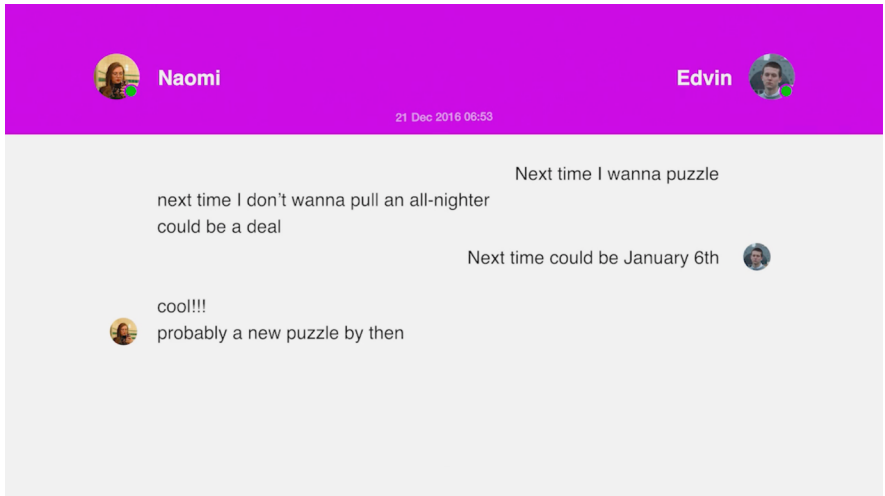 Naomi
Edvin
21 Dec 2016 06:53
Next time I wanna puzzle
next time I don’t wanna pull an all-nighter
could be a deal
Next time could be January 6th
cool!!!
probably a new puzzle by then